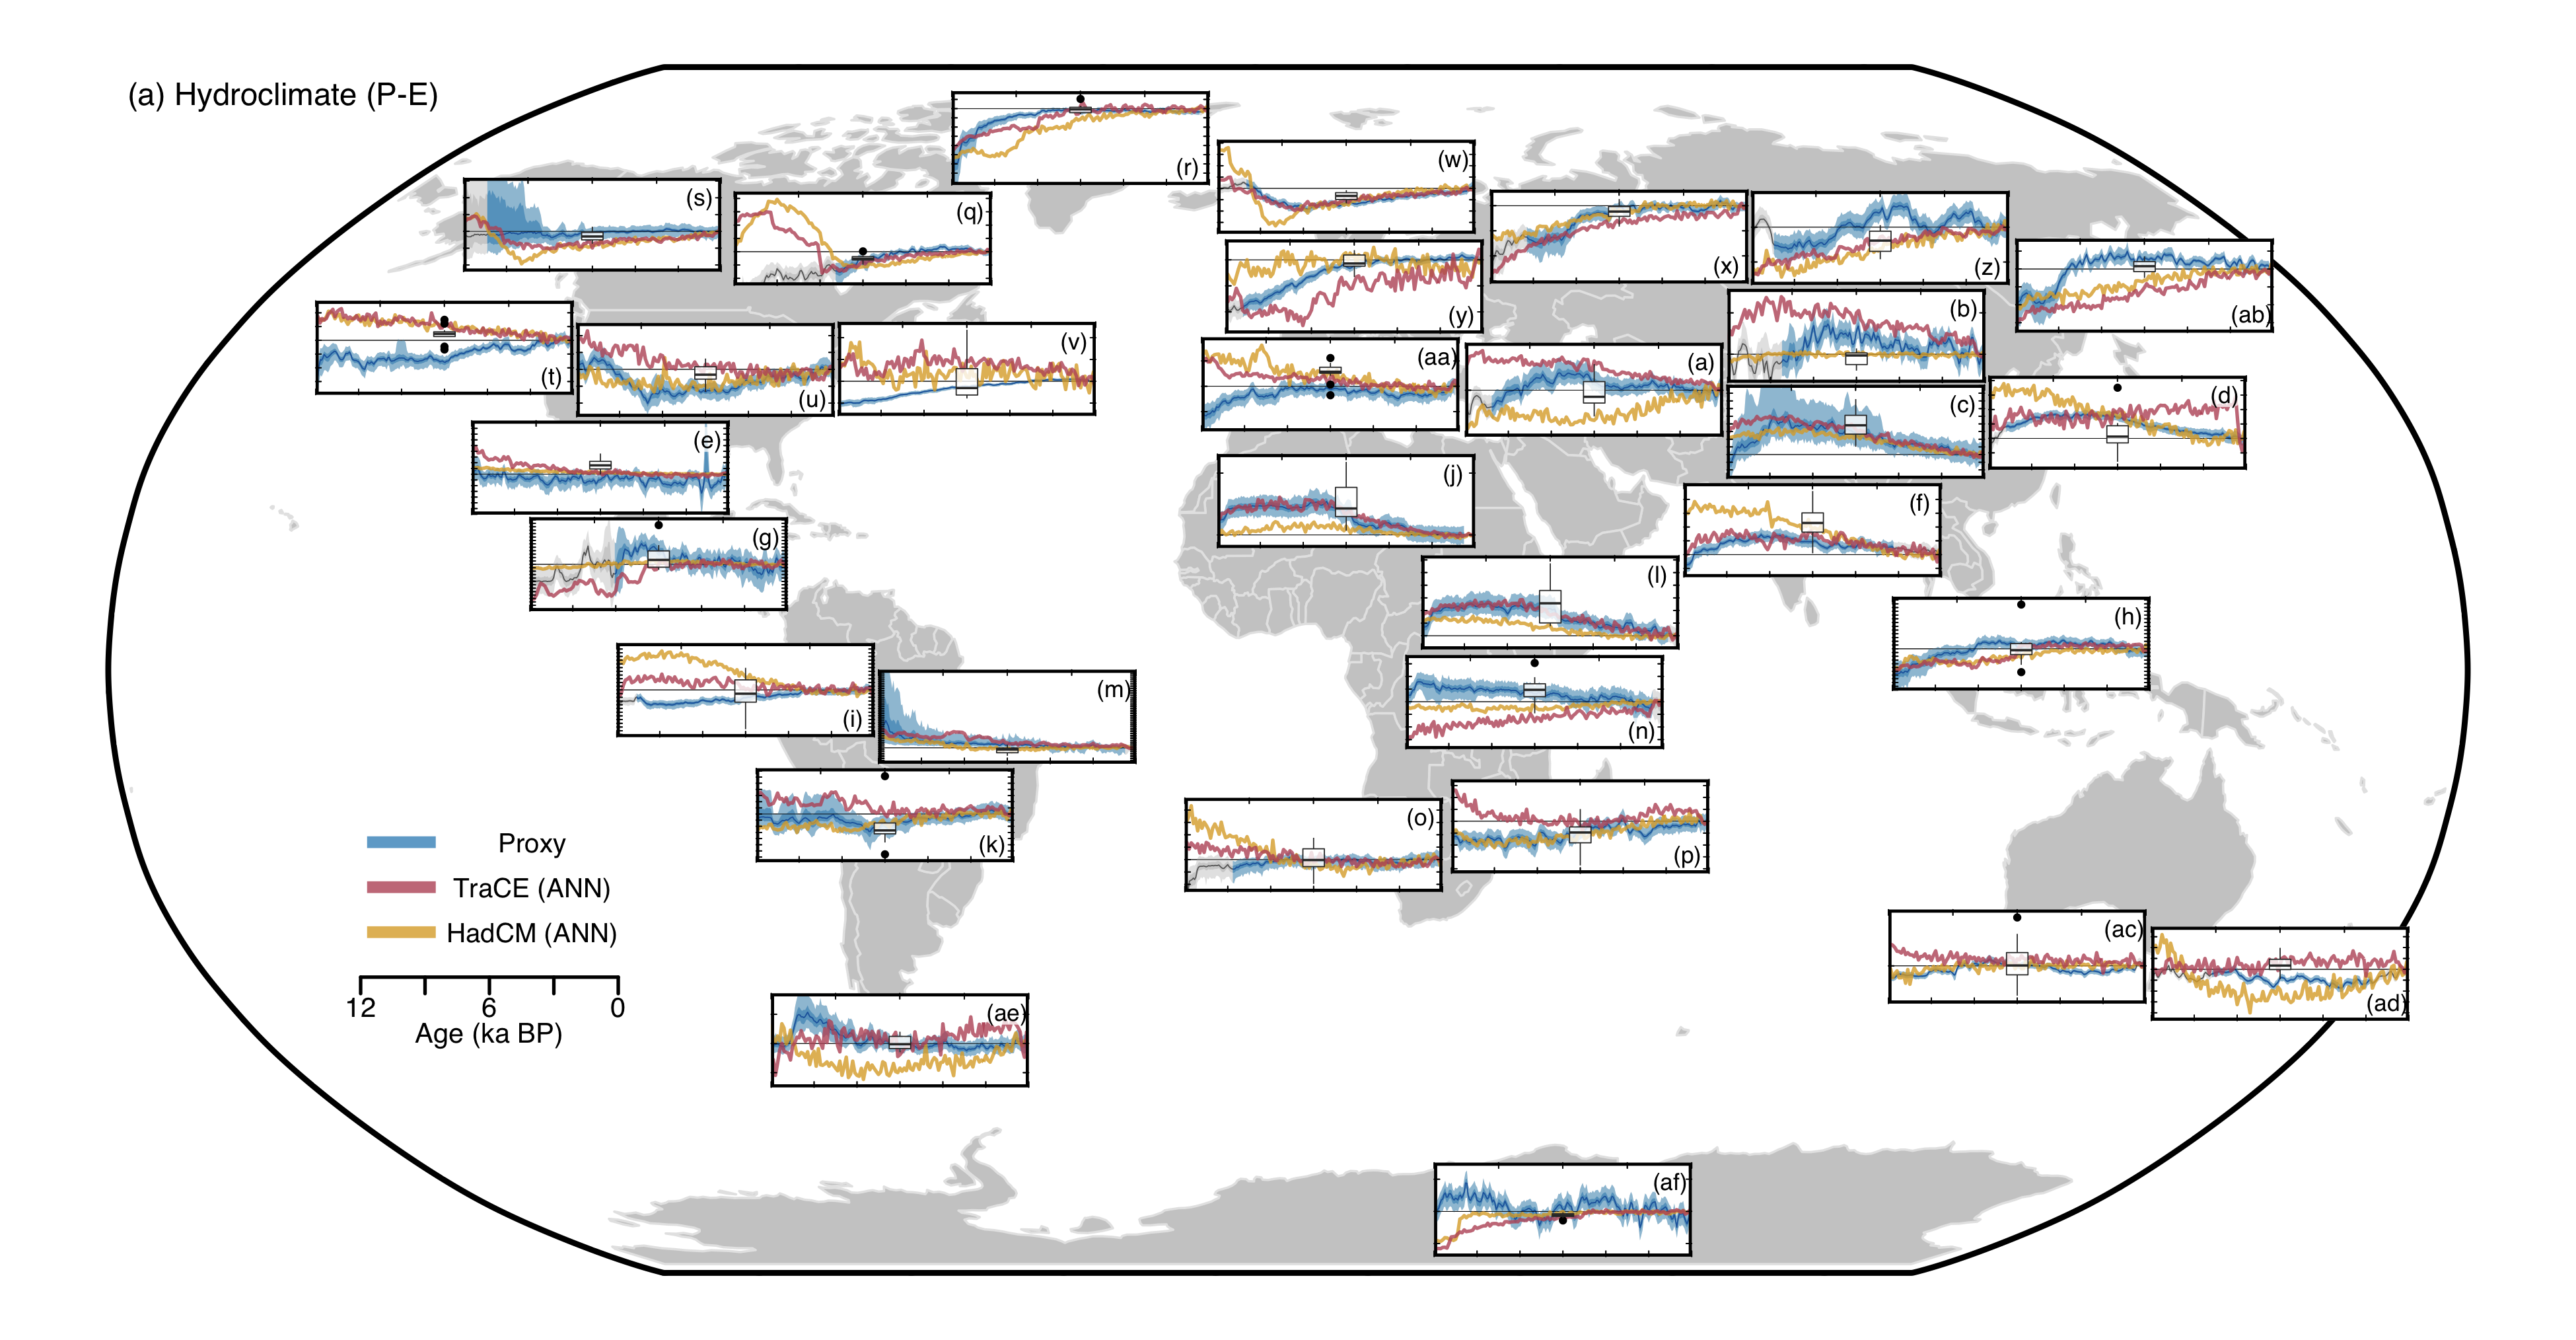 (a) Hydroclimate (P-E)
(r)
(w)
(s)
(q)
(x)
(z)
(y)
(ab)
(t)
(u)
(v)
(aa)
(a)
(b)
(c)
(d)
(e)
(j)
(f)
(g)
(l)
(h)
(i)
(m)
(n)
(k)
(o)
(p)
Proxy
TraCE (ANN)
HadCM (ANN)
12 6 0
Age (ka BP)
(ac)
(ad)
(ae)
(af)